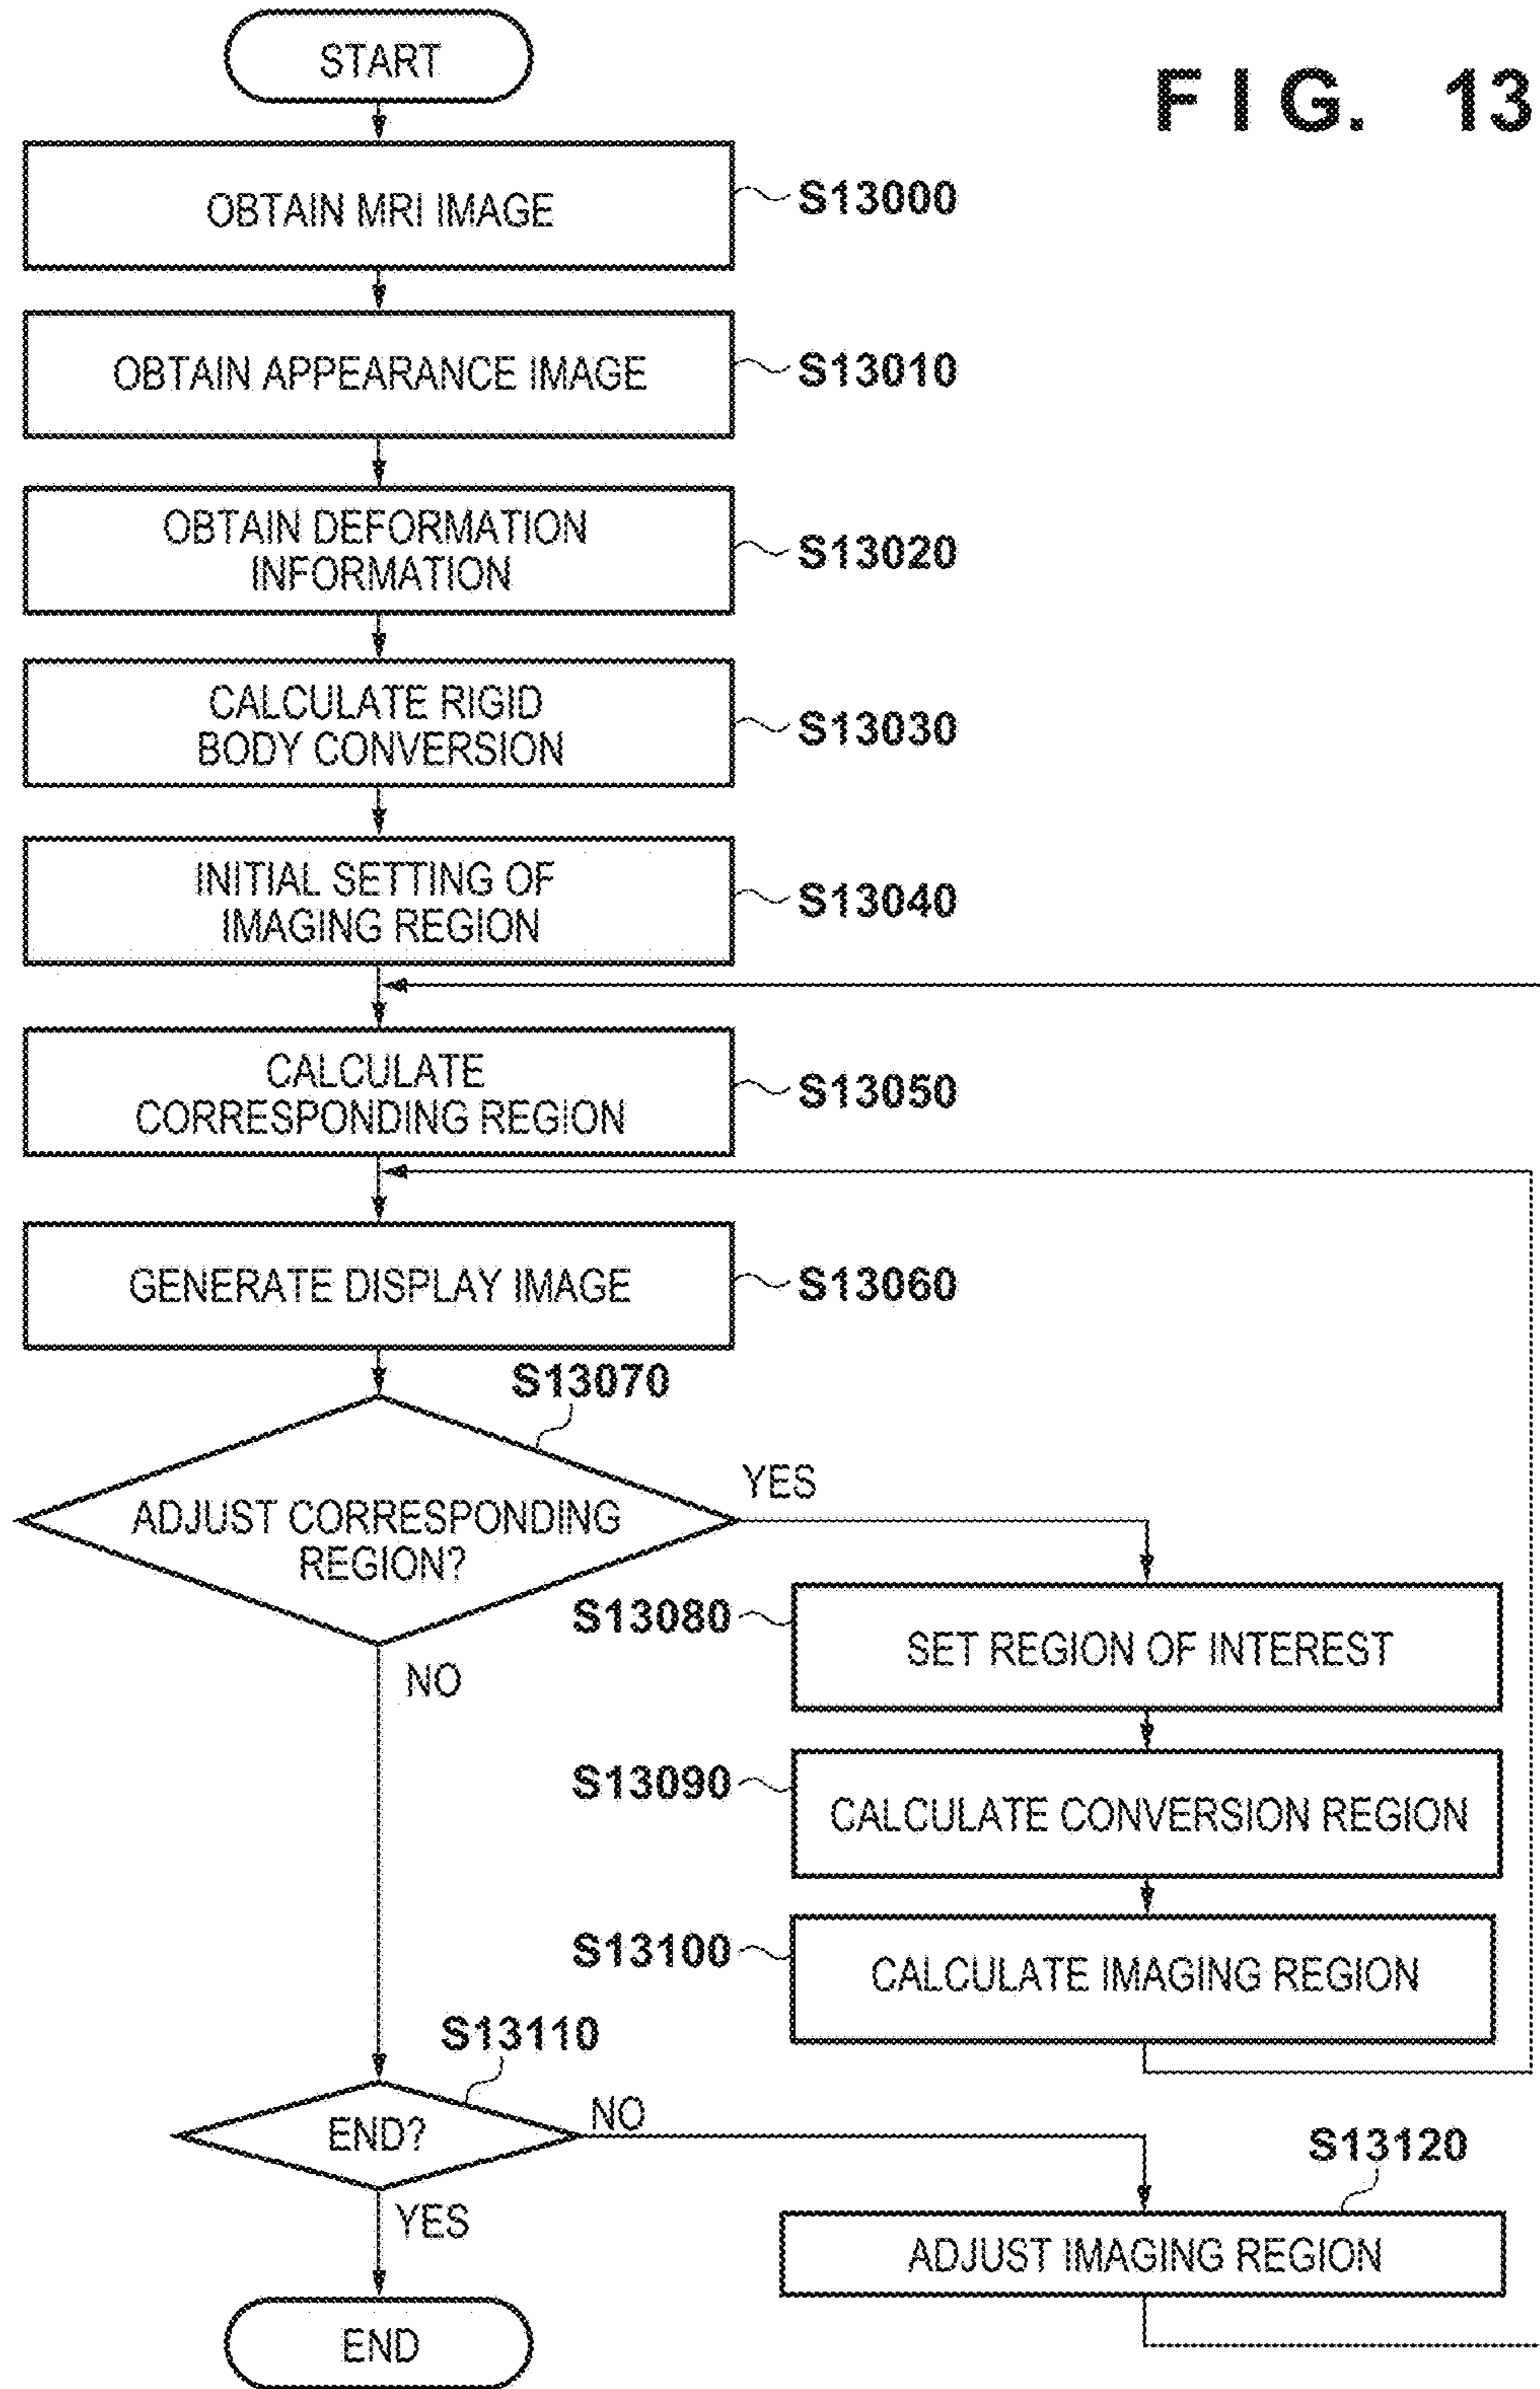 FIG. 13
START
OBTAIN MRI IMAGE
S13000
OBTAIN APPEARANCE IMAGE
S13010
OBTAIN DEFORMATION
INFORMATION
S13020
CALCULATE RIGID
BODY CONVERSION
S13030
INITIAL SETTING OF
IMAGING REGION
S13040
CALCULATE
CORRESPONDING REGION
S13050
GENERATE DISPLAY IMAGE
S13060
S13070
ADJUST CORRESPONDING
REGION?
YES
NO
S13080
SET REGION OF INTEREST
S13090
CALCULATE CONVERSION REGION
S13100
CALCULATE IMAGING REGION
S13110
END?
NO
YES
S13120
ADJUST IMAGING REGION
END